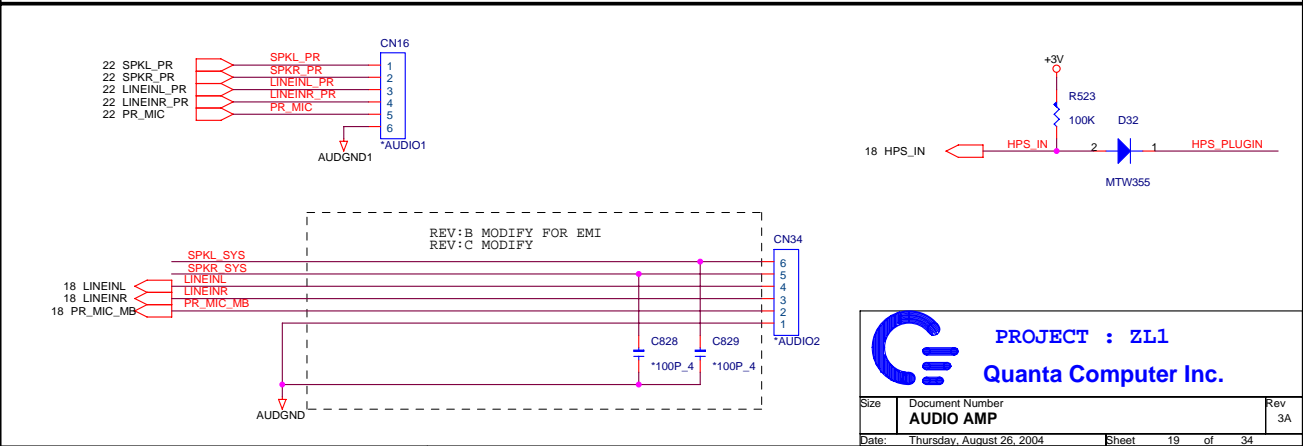 CN16
22 SPKL_PR SPKL_PR 1
22 SPKR_PR SPKR_PR 2
22 LINEINL_PR LINEINL_PR 3
22 LINEINR_PR LINEINR_PR 4
22 PR_MIC PR_MIC 5
6
*AUDIO1
AUDGND1
+3V
R523
100K
D32
18 HPS_IN HPS_IN 2 1 HPS_PLUGIN
MTW355
REV:B MODIFY FOR EMI
REV:C MODIFY
CN34
SPKL_SYS 6
SPKR_SYS 5
18 LINEINL LINEINL 4
18 LINEINR LINEINR 3
18 PR_MIC_MB PR_MIC_MB 2
1
*AUDIO2
C828
*100P_4
C829
*100P_4
AUDGND
PROJECT : ZL1
Quanta Computer Inc.
Size Document Number Rev
AUDIO AMP 3A
Date: Thursday, August 26, 2004 Sheet 19 of 34